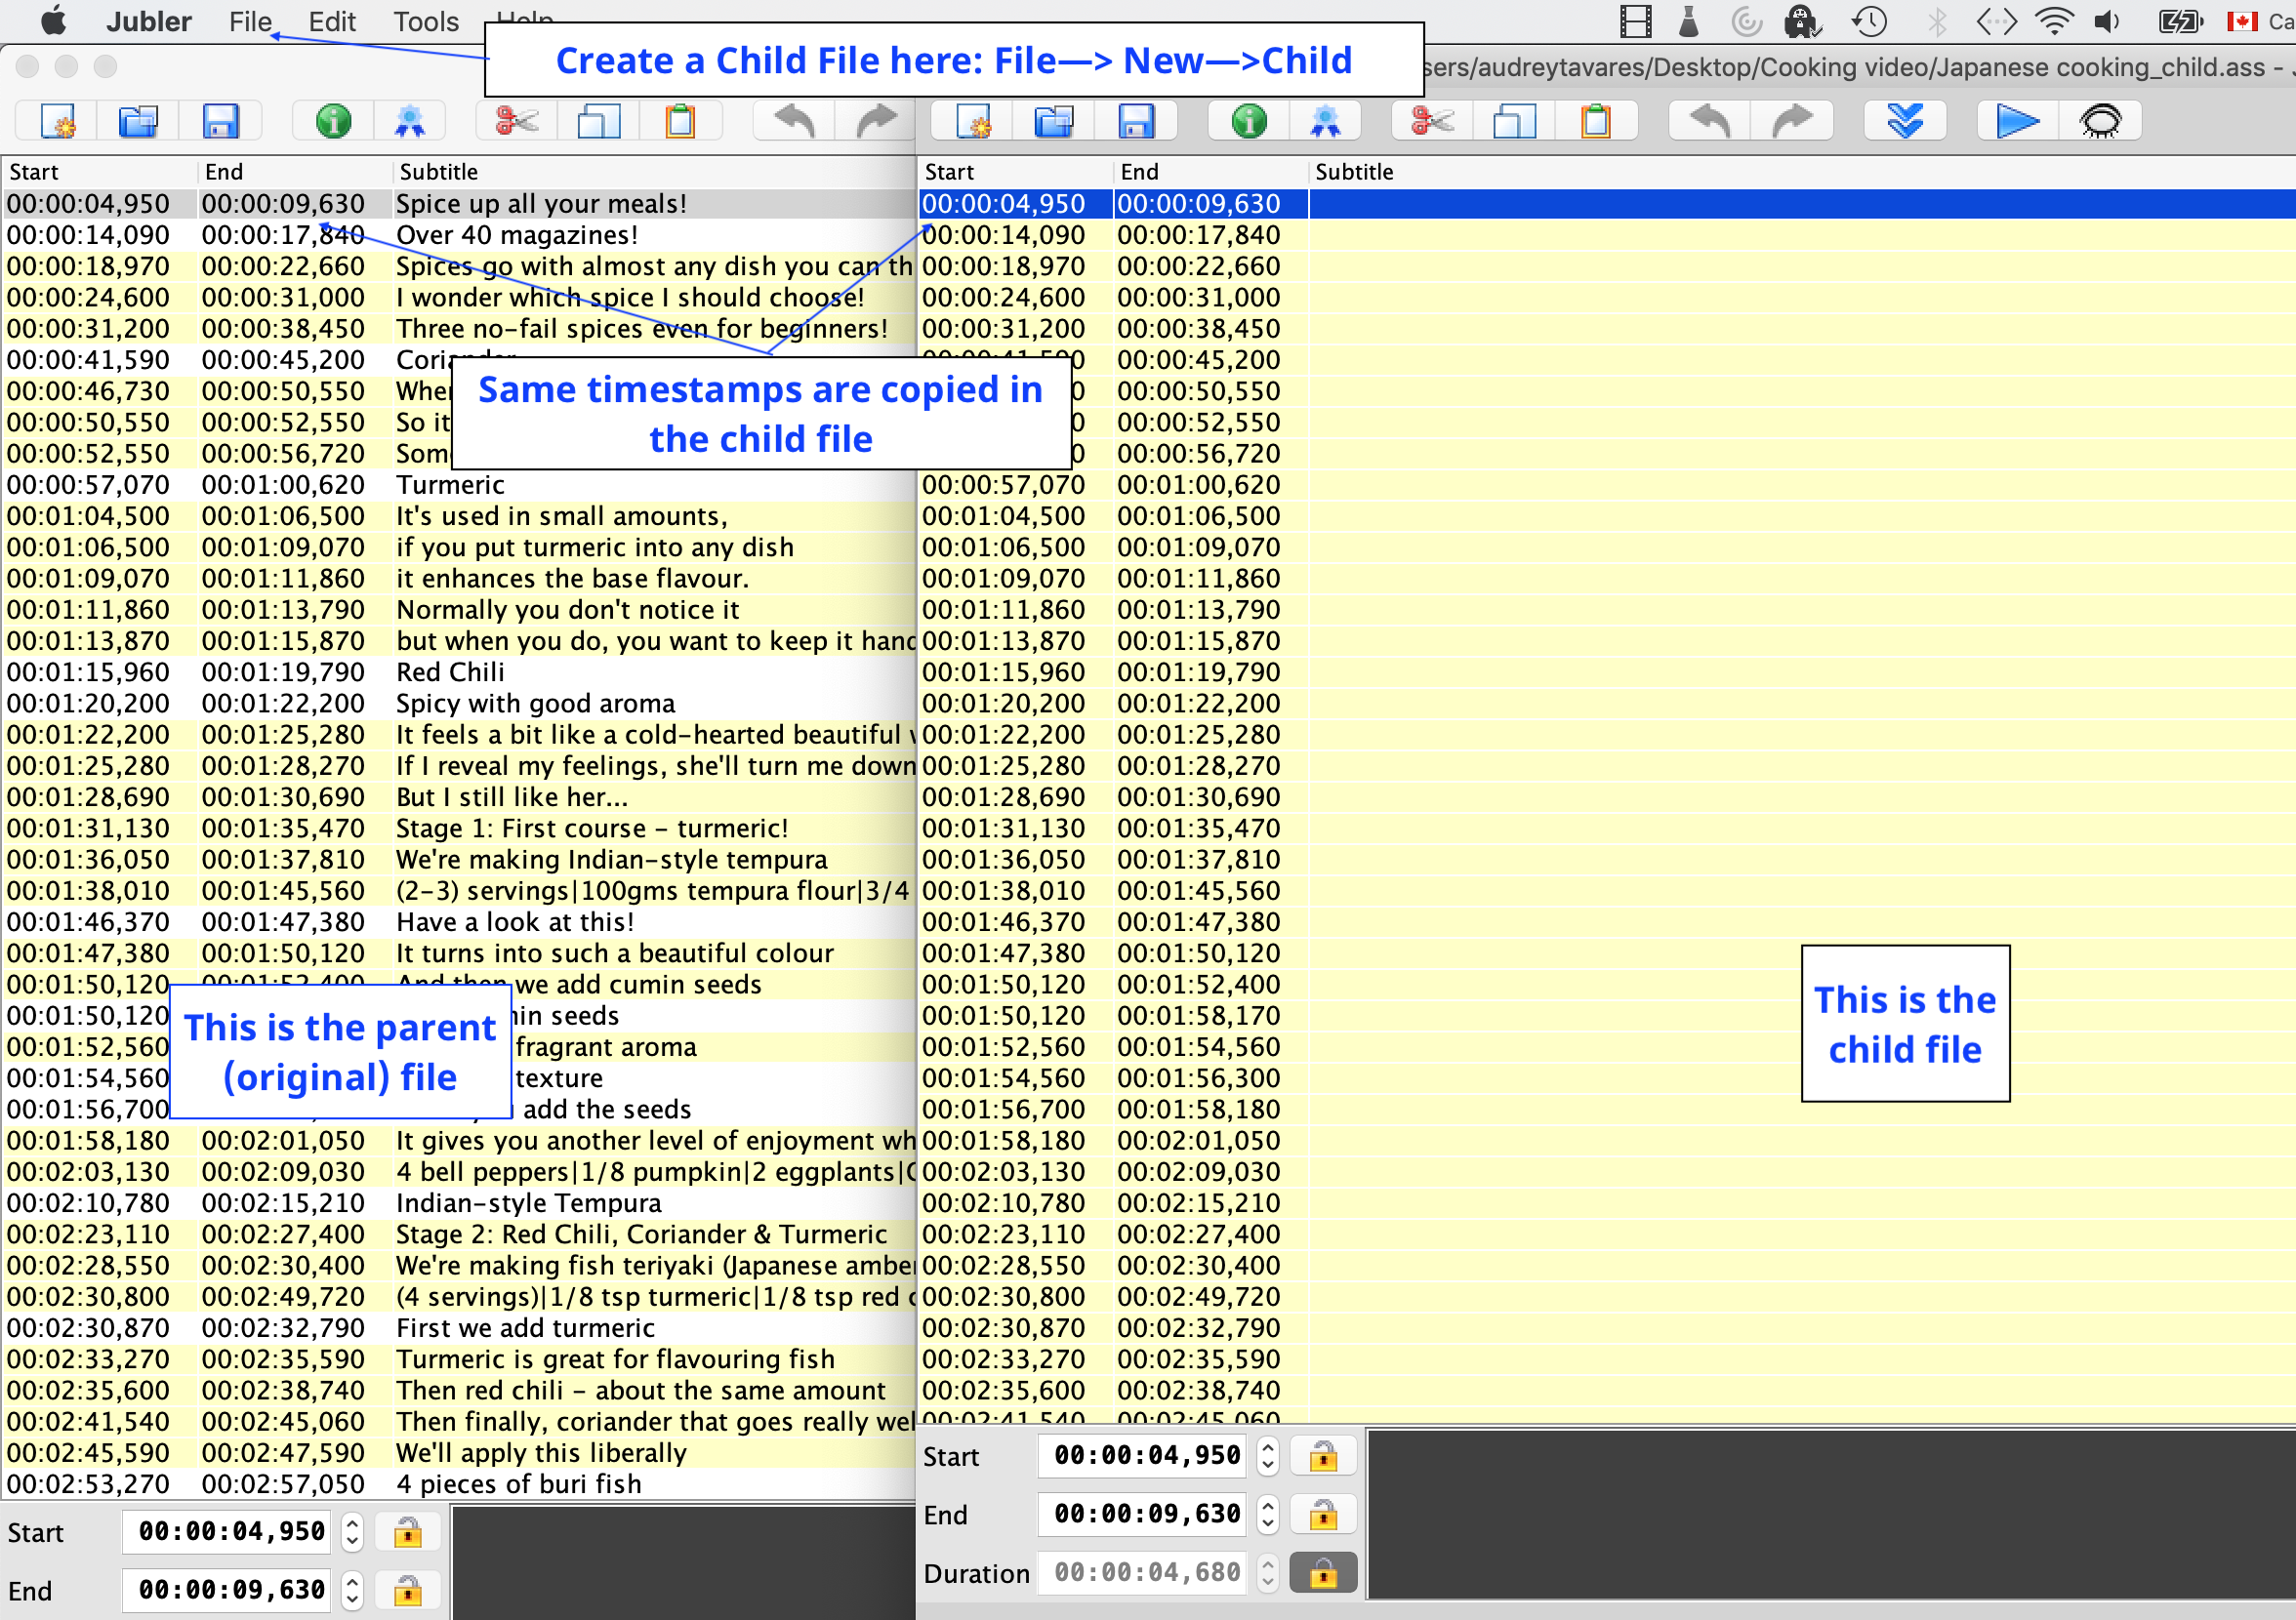 Jubler File Edit Tools Help
Create a Child File here: File—> New—>Child
sers/audreytavares/Desktop/Cooking video/Japanese cooking_child.ass -
Start End Subtitle
00:00:04,950 00:00:09,630 Spice up all your meals!
00:00:14,090 00:00:17,840 Over 40 magazines!
00:00:18,970 00:00:22,660 Spices go with almost any dish you can th
00:00:24,600 00:00:31,000 I wonder which spice I should choose!
00:00:31,200 00:00:38,450 Three no-fail spices even for beginners!
00:00:41,590 00:00:45,200
00:00:46,730 00:00:50,550
00:00:50,550 00:00:52,550 So it
00:00:52,550 00:00:56,720
00:00:57,070 00:01:00,620 Turmeric
00:01:04,500 00:01:06,500 It's used in small amounts,
00:01:06,500 00:01:09,070 if you put turmeric into any dish
00:01:09,070 00:01:11,860 it enhances the base flavour.
00:01:11,860 00:01:13,790 Normally you don't notice it
00:01:13,870 00:01:15,870 but when you do, you want to keep it hand
00:01:15,960 00:01:19,790 Red Chili
00:01:20,200 00:01:22,200 Spicy with good aroma
00:01:22,200 00:01:25,280 It feels a bit like a cold-hearted beautiful
00:01:25,280 00:01:28,270 If I reveal my feelings, she'll turn me down
00:01:28,690 00:01:30,690 But I still like her...
00:01:31,130 00:01:35,470 Stage 1: First course - turmeric!
00:01:36,050 00:01:37,810 We're making Indian-style tempura
00:01:38,010 00:01:45,560 (2-3) servings|100gms tempura flour|3/4
00:01:46,370 00:01:47,380 Have a look at this!
00:01:47,380 00:01:50,120 It turns into such a beautiful colour
00:01:50,120 00:01:52,400 And then we add cumin seeds
00:01:50,120 in seeds
00:01:52,560 fragrant aroma
00:01:54,560 texture
00:01:56,700 add the seeds
00:01:58,180 00:02:01,050 It gives you another level of enjoyment wh
00:02:03,130 00:02:09,030 4 bell peppers|1/8 pumpkin|2 eggplants|
00:02:10,780 00:02:15,210 Indian-style Tempura
00:02:23,110 00:02:27,400 Stage 2: Red Chili, Coriander & Turmeric
00:02:28,550 00:02:30,400 We're making fish teriyaki (Japanese amber
00:02:30,800 00:02:49,720 (4 servings)|1/8 tsp turmeric|1/8 tsp red
00:02:30,870 00:02:32,790 First we add turmeric
00:02:33,270 00:02:35,590 Turmeric is great for flavouring fish
00:02:35,600 00:02:38,740 Then red chili - about the same amount
00:02:41,540 00:02:45,060 Then finally, coriander that goes really wel
00:02:45,590 00:02:47,590 We'll apply this liberally
00:02:53,270 00:02:57,050 4 pieces of buri fish
Start 00:00:04,950
End 00:00:09,630
Same timestamps are copied in
the child file
This is the parent
(original) file
Start End Subtitle
00:00:04,950 00:00:09,630
00:00:14,090 00:00:17,840
00:00:18,970 00:00:22,660
00:00:24,600 00:00:31,000
00:00:31,200 00:00:38,450
00:00:41,590 00:00:45,200
00:00:50,550
00:00:52,550
00:00:56,720
00:00:57,070 00:01:00,620
00:01:04,500 00:01:06,500
00:01:06,500 00:01:09,070
00:01:09,070 00:01:11,860
00:01:11,860 00:01:13,790
00:01:13,870 00:01:15,870
00:01:15,960 00:01:19,790
00:01:20,200 00:01:22,200
00:01:22,200 00:01:25,280
00:01:25,280 00:01:28,270
00:01:28,690 00:01:30,690
00:01:31,130 00:01:35,470
00:01:36,050 00:01:37,810
00:01:38,010 00:01:45,560
00:01:46,370 00:01:47,380
00:01:47,380 00:01:50,120
00:01:50,120 00:01:52,400
00:01:50,120 00:01:58,170
00:01:52,560 00:01:54,560
00:01:54,560 00:01:56,300
00:01:56,700 00:01:58,180
00:01:58,180 00:02:01,050
00:02:03,130 00:02:09,030
00:02:10,780 00:02:15,210
00:02:23,110 00:02:27,400
00:02:28,550 00:02:30,400
00:02:30,800 00:02:49,720
00:02:30,870 00:02:32,790
00:02:33,270 00:02:35,590
00:02:35,600 00:02:38,740
00:02:41,540 00:02:45,060
Start 00:00:04,950
End 00:00:09,630
Duration 00:00:04,680
This is the
child file